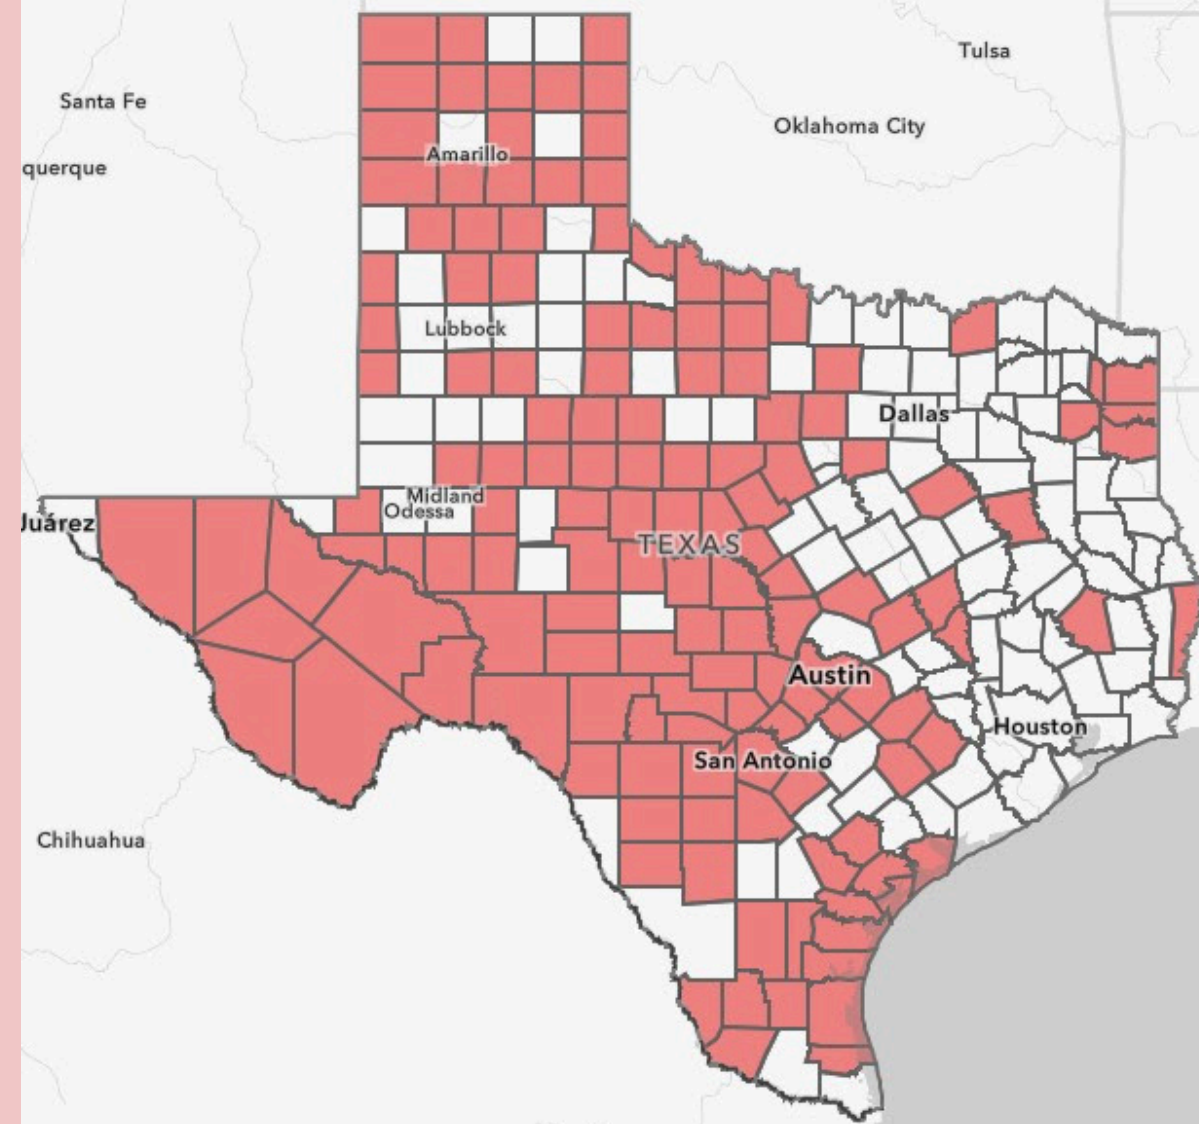 Tulsa
Santa Fe
Oklahoma City
querque
Amarillo
Lubbock
Dallas
Midland
Odessa
Juárez
TEXAS
Austin
Houston
San Antonio
Chihuahua